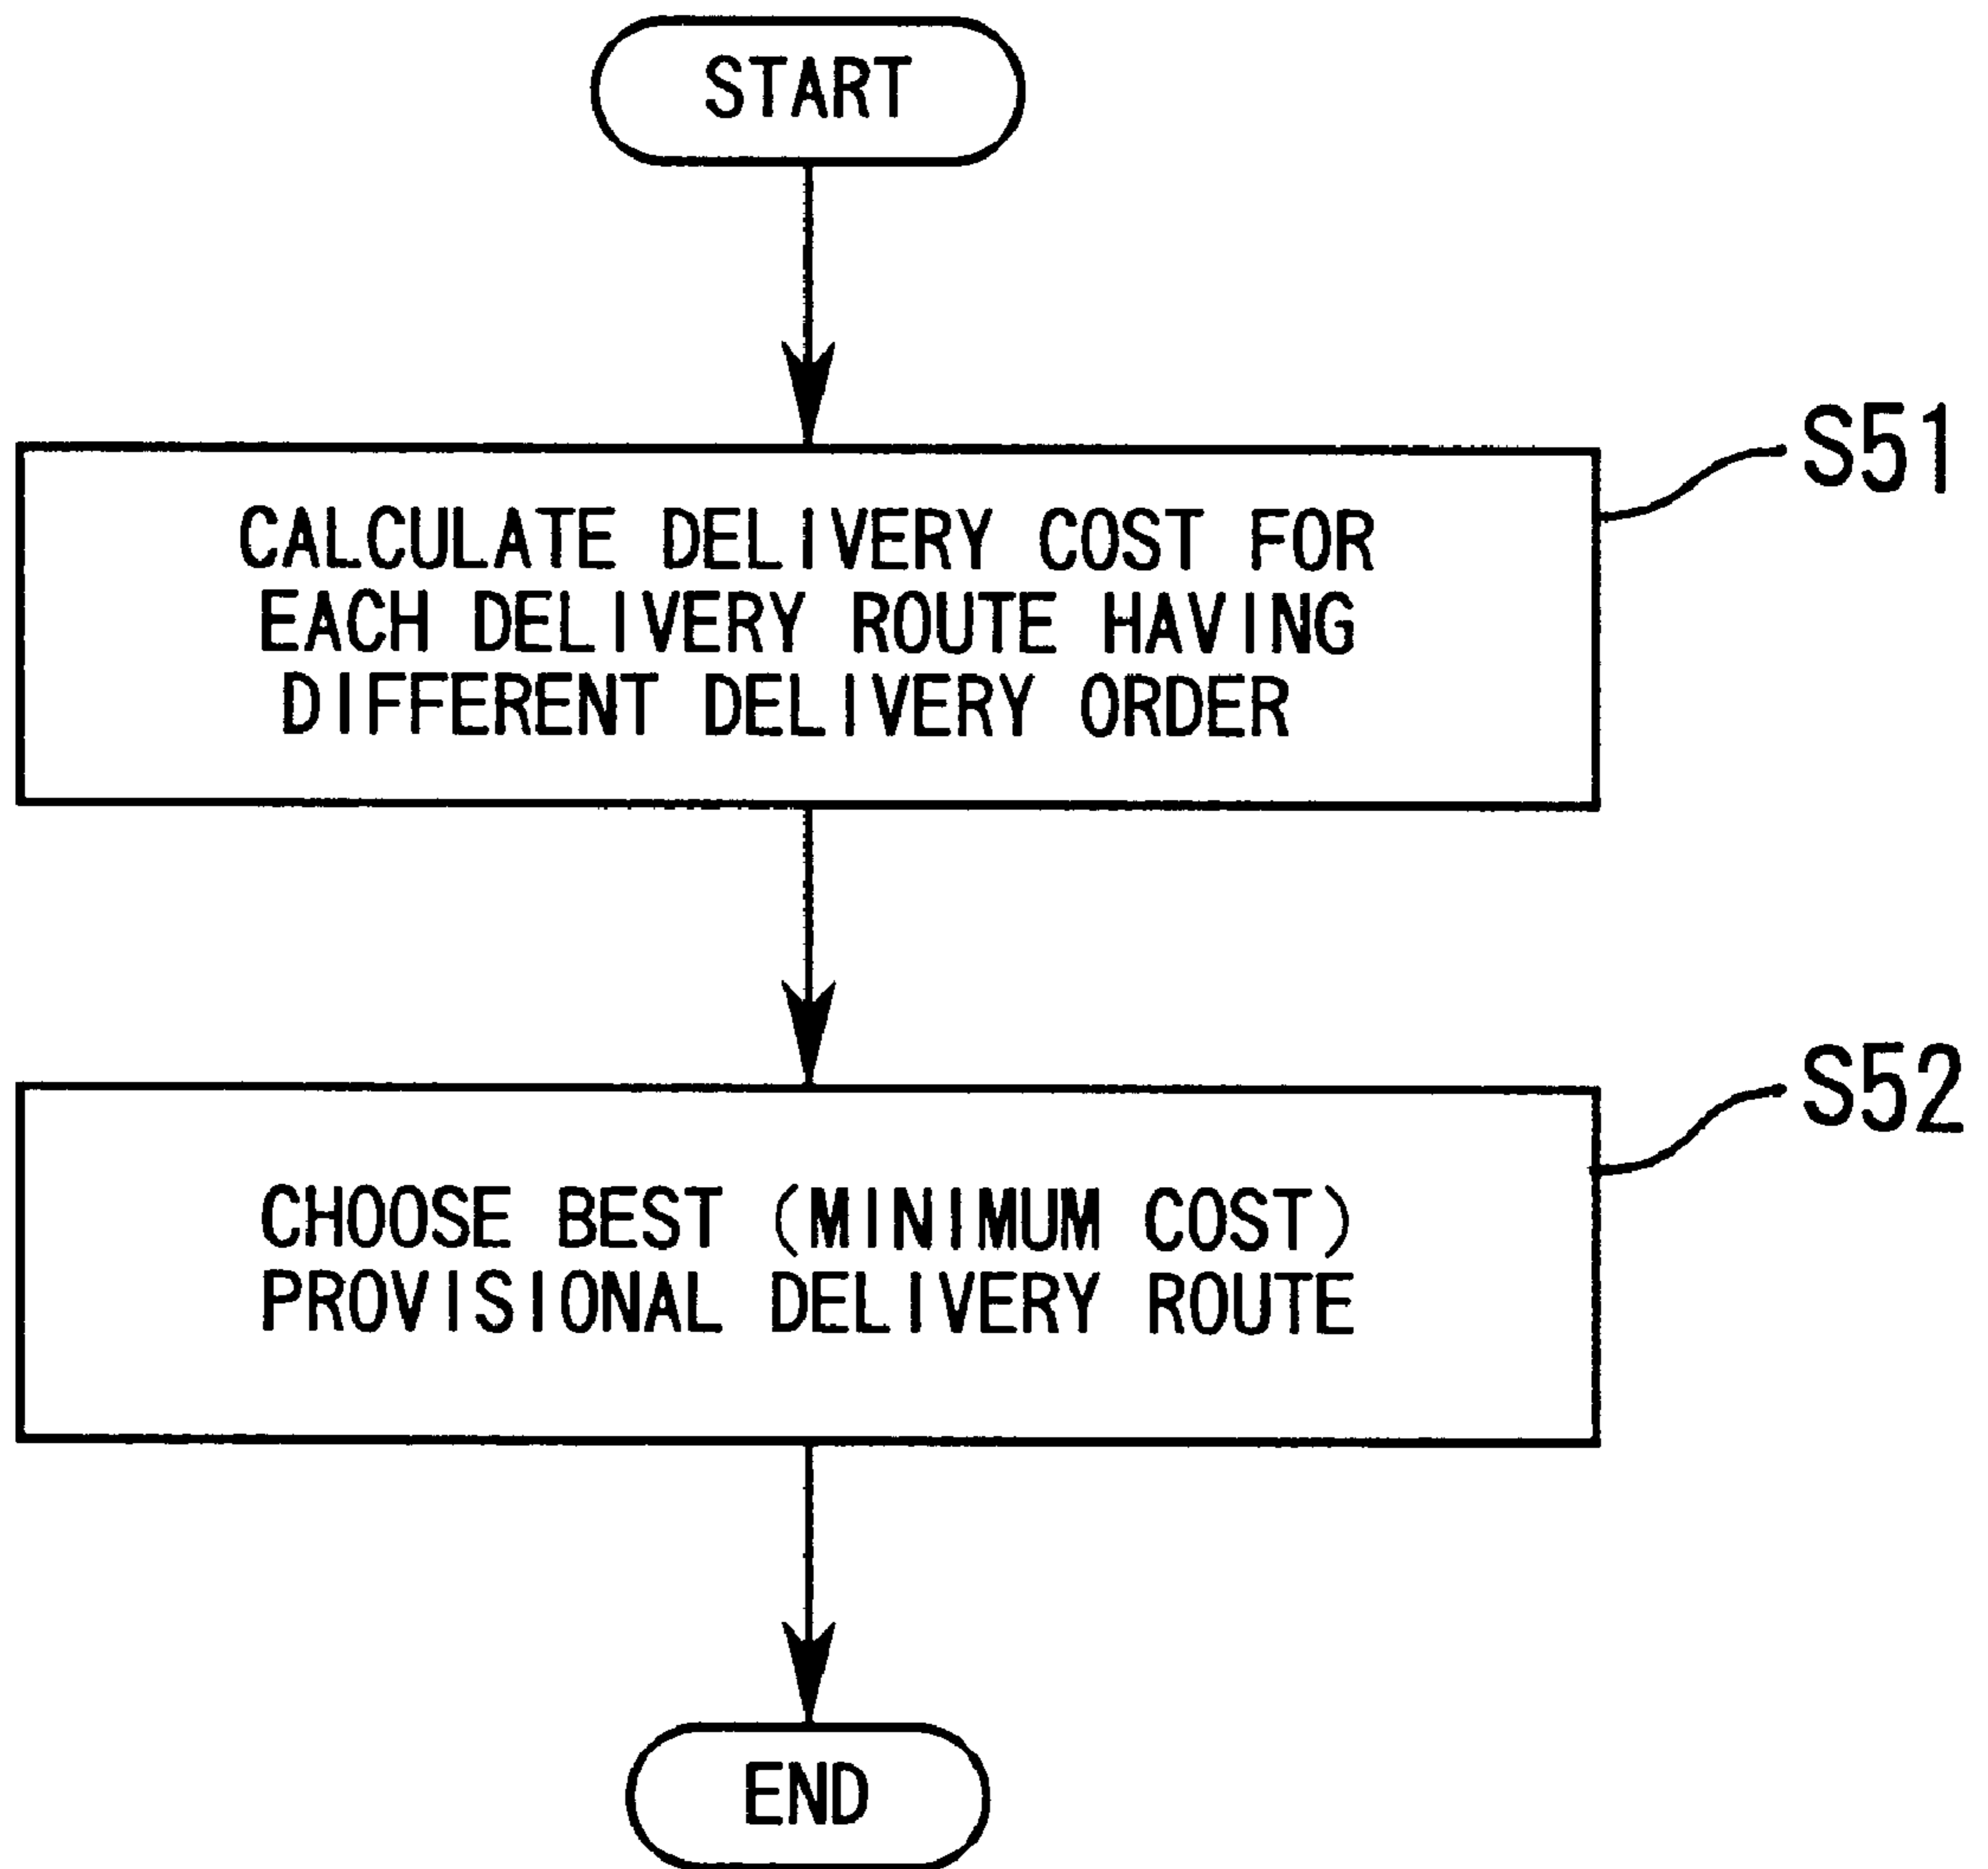 START
S51
CALCULATE DELIVERY COST FOR
EACH DELIVERY ROUTE HAVING
DIFFERENT DELIVERY ORDER
S52
CHOOSE BEST (MINIMUM COST)
PROVISIONAL DELIVERY ROUTE
END